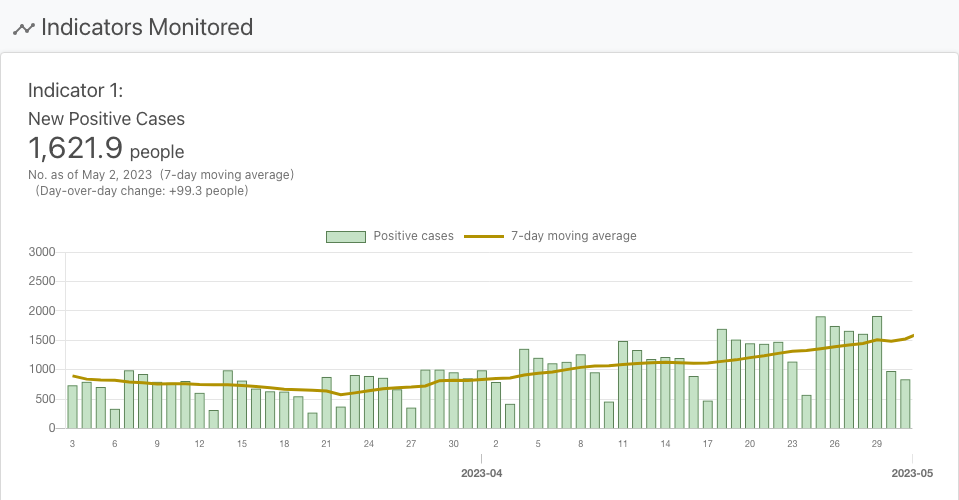 Indicators Monitored
Indicator 1:
New Positive Cases
1,621.9 people
No. as of May 2, 2023 (7-day moving average)
(Day-over-day change: +99.3 people)
Positive cases 7-day moving average
3000
2500
2000
1500
1000
500
0
3 6 9 12 15 18 21 24 27 30 2 5 8 11 14 17 20 23 26 29
2023-04 2023-05